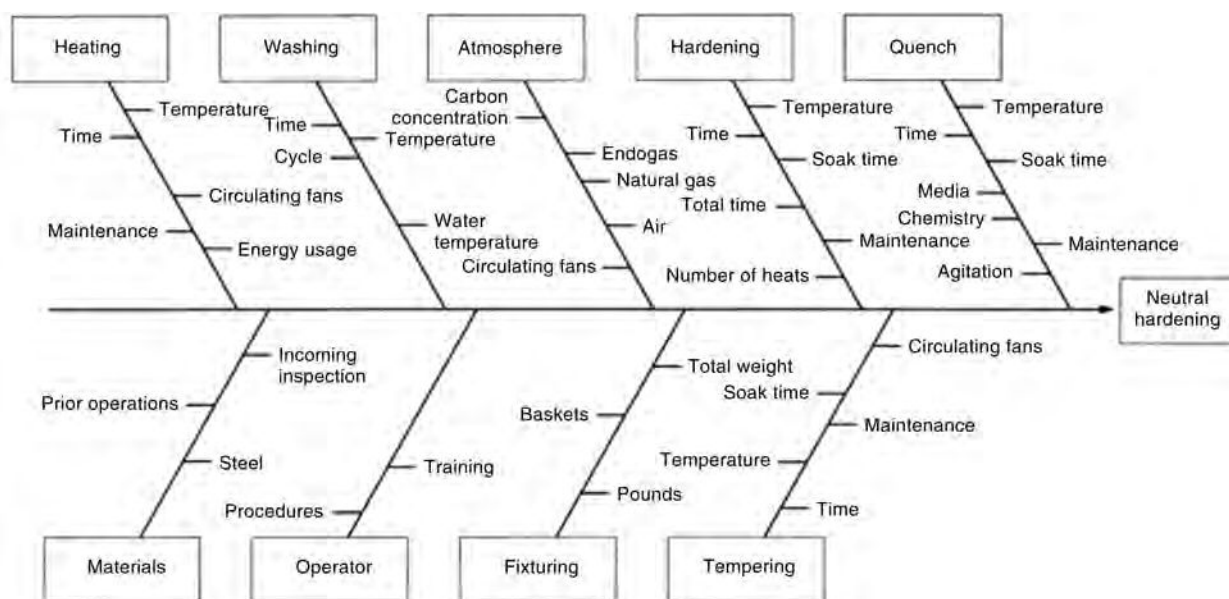 Heating
Washing
Atmosphere
Hardening
Quench
Temperature
Time
Circulating fans
Maintenance
Energy usage
Time
Temperature
Cycle
Water
temperature
Carbon
concentration
Endogas
Natural gas
Air
Circulating fans
Temperature
Time
Soak time
Total time
Maintenance
Number of heats
Temperature
Time
Soak time
Media
Chemistry
Maintenance
Agitation
Neutral
hardening
Incoming
inspection
Prior operations
Steel
Training
Procedures
Total weight
Baskets
Pounds
Circulating fans
Soak time
Maintenance
Temperature
Time
Materials
Operator
Fixturing
Tempering